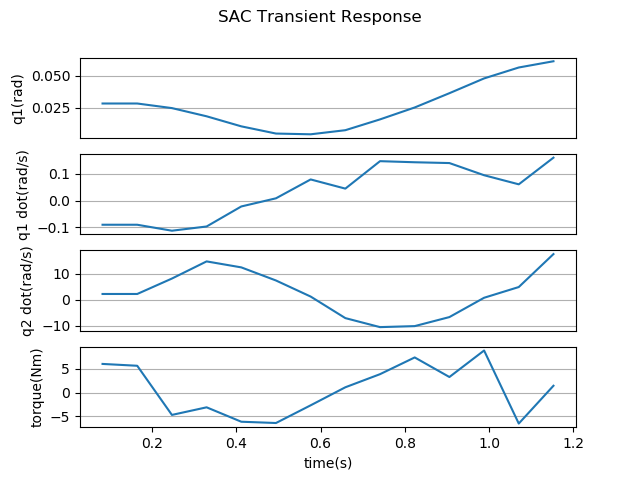 SAC Transient Response
q1(rad)
0.050
0.025
q1 dot(rad/s)
0.1
0.0
−0.1
q2 dot(rad/s)
10
0
−10
torque(Nm)
5
0
−5
0.2 0.4 0.6 0.8 1.0 1.2
time(s)